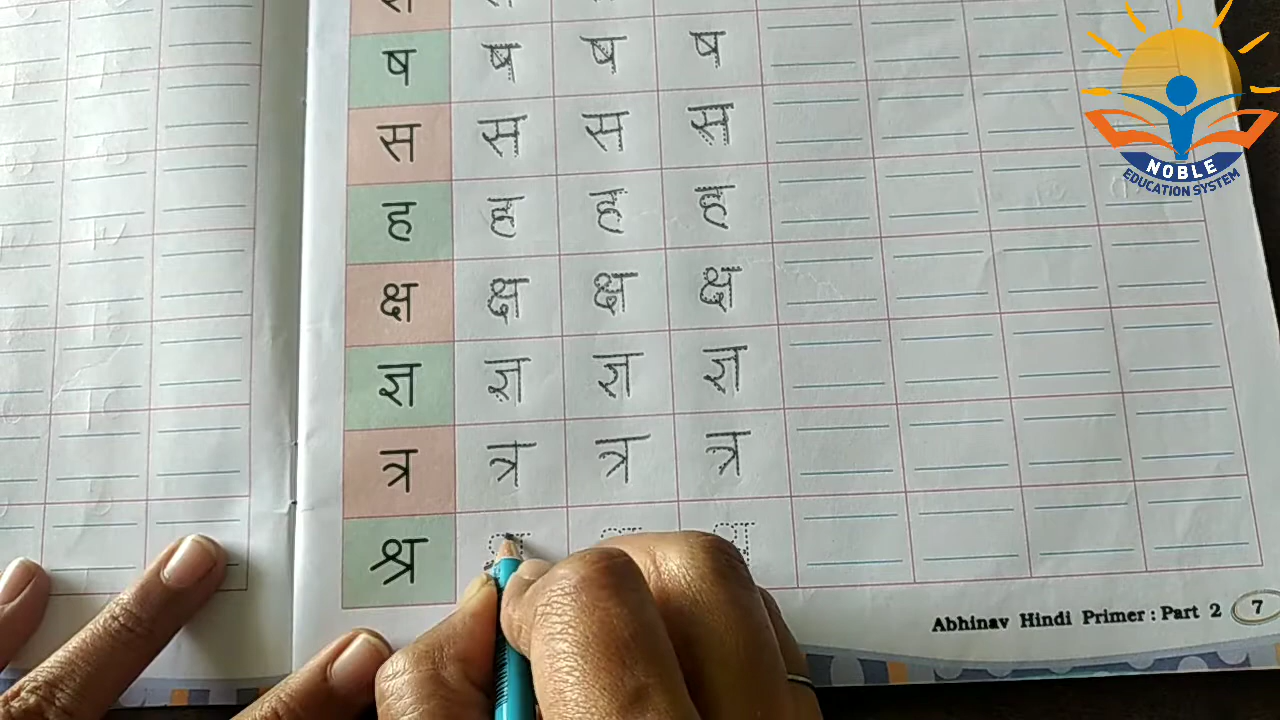 ष ष ष ष
स स स स
ह ह ह ह
क्ष क्ष क्ष क्ष
ज्ञ ज्ञ ज्ञ ज्ञ
त्र त्र त्र त्र
श्र
Abhinav Hindi Primer : Part 2 7
NOBLE
EDUCATION SYSTEM